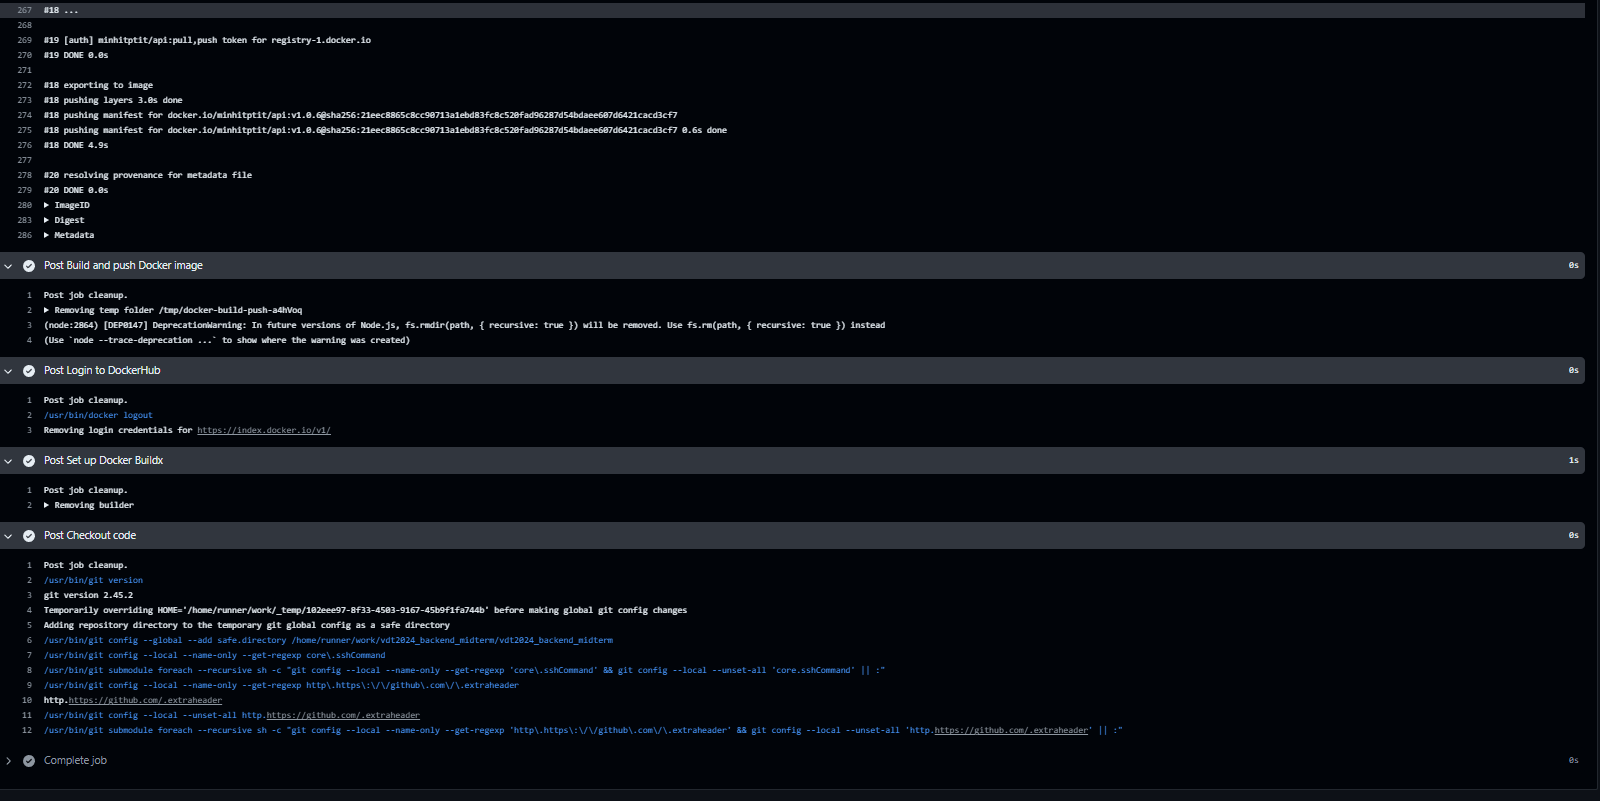 267 #18 ...
268
269 #19 [auth] minhitptit/api:pull,push token for registry-1.docker.io
270 #19 DONE 0.0s
271
272 #18 exporting to image
273 #18 pushing layers 3.0s done
274 #18 pushing manifest for docker.io/minhitptit/api:v1.0.6@sha256:21eec8865c8cc90713a1ebd83fc8c520fad96287d54bdaee607d6421cacd3cf7
275 #18 pushing manifest for docker.io/minhitptit/api:v1.0.6@sha256:21eec8865c8cc90713a1ebd83fc8c520fad96287d54bdaee607d6421cacd3cf7 0.6s done
276 #18 DONE 4.9s
277
278 #20 resolving provenance for metadata file
279 #20 DONE 0.0s
280 ▶ ImageID
283 ▶ Digest
286 ▶ Metadata
Post Build and push Docker image 0s
1 Post job cleanup.
2 ▶ Removing temp folder /tmp/docker-build-push-a4hVoq
3 (node:2864) [DEP0147] DeprecationWarning: In future versions of Node.js, fs.rmdir(path, { recursive: true }) will be removed. Use fs.rm(path, { recursive: true }) instead
4 (Use `node --trace-deprecation ...` to show where the warning was created)
Post Login to DockerHub 0s
1 Post job cleanup.
2 /usr/bin/docker logout
3 Removing login credentials for https://index.docker.io/v1/
Post Set up Docker Buildx 1s
1 Post job cleanup.
2 ▶ Removing builder
Post Checkout code 0s
1 Post job cleanup.
2 /usr/bin/git version
3 git version 2.45.2
4 Temporarily overriding HOME='/home/runner/work/_temp/102eee97-8f33-4503-9167-45b9f1fa744b' before making global git config changes
5 Adding repository directory to the temporary git global config as a safe directory
6 /usr/bin/git config --global --add safe.directory /home/runner/work/vdt2024_backend_midterm/vdt2024_backend_midterm
7 /usr/bin/git config --local --name-only --get-regexp core\.sshCommand
8 /usr/bin/git submodule foreach --recursive sh -c "git config --local --name-only --get-regexp 'core\.sshCommand' && git config --local --unset-all 'core.sshCommand' || :"
9 /usr/bin/git config --local --name-only --get-regexp http\.https\:\/\/github\.com\/\.extraheader
10 http.https://github.com/.extraheader
11 /usr/bin/git config --local --unset-all http.https://github.com/.extraheader
12 /usr/bin/git submodule foreach --recursive sh -c "git config --local --name-only --get-regexp 'http\.https\:\/\/github\.com\/\.extraheader' && git config --local --unset-all 'http.https://github.com/.extraheader' || :"
Complete job 0s